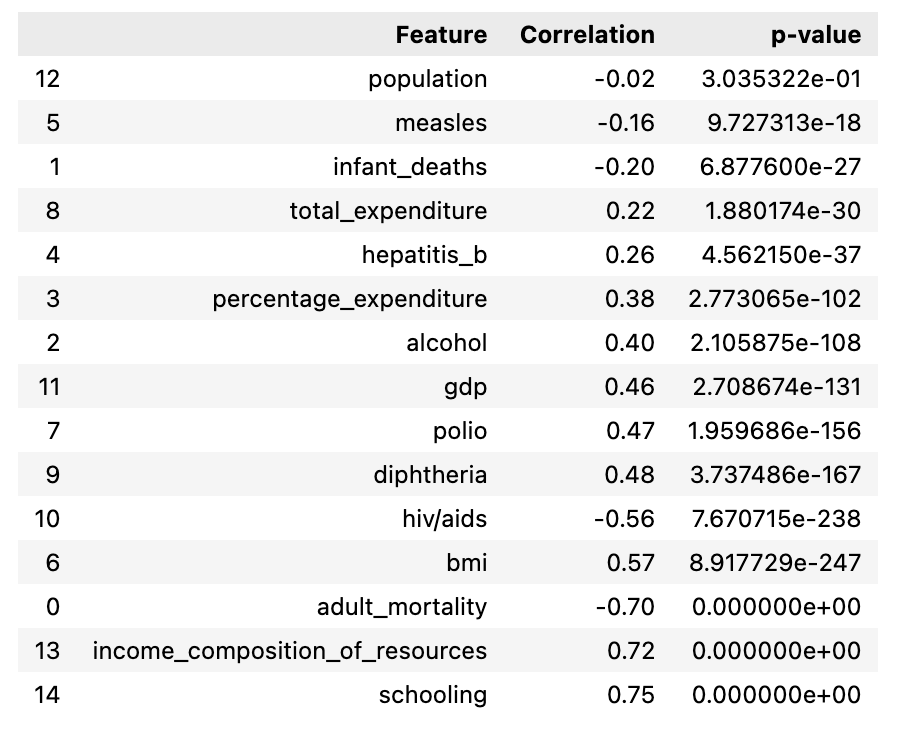 Feature Correlation p-value
12 population -0.02 3.035322e-01
5 measles -0.16 9.727313e-18
1 infant_deaths -0.20 6.877600e-27
8 total_expenditure 0.22 1.880174e-30
4 hepatitis_b 0.26 4.562150e-37
3 percentage_expenditure 0.38 2.773065e-102
2 alcohol 0.40 2.105875e-108
11 gdp 0.46 2.708674e-131
7 polio 0.47 1.959686e-156
9 diphtheria 0.48 3.737486e-167
10 hiv/aids -0.56 7.670715e-238
6 bmi 0.57 8.917729e-247
0 adult_mortality -0.70 0.000000e+00
13 income_composition_of_resources 0.72 0.000000e+00
14 schooling 0.75 0.000000e+00